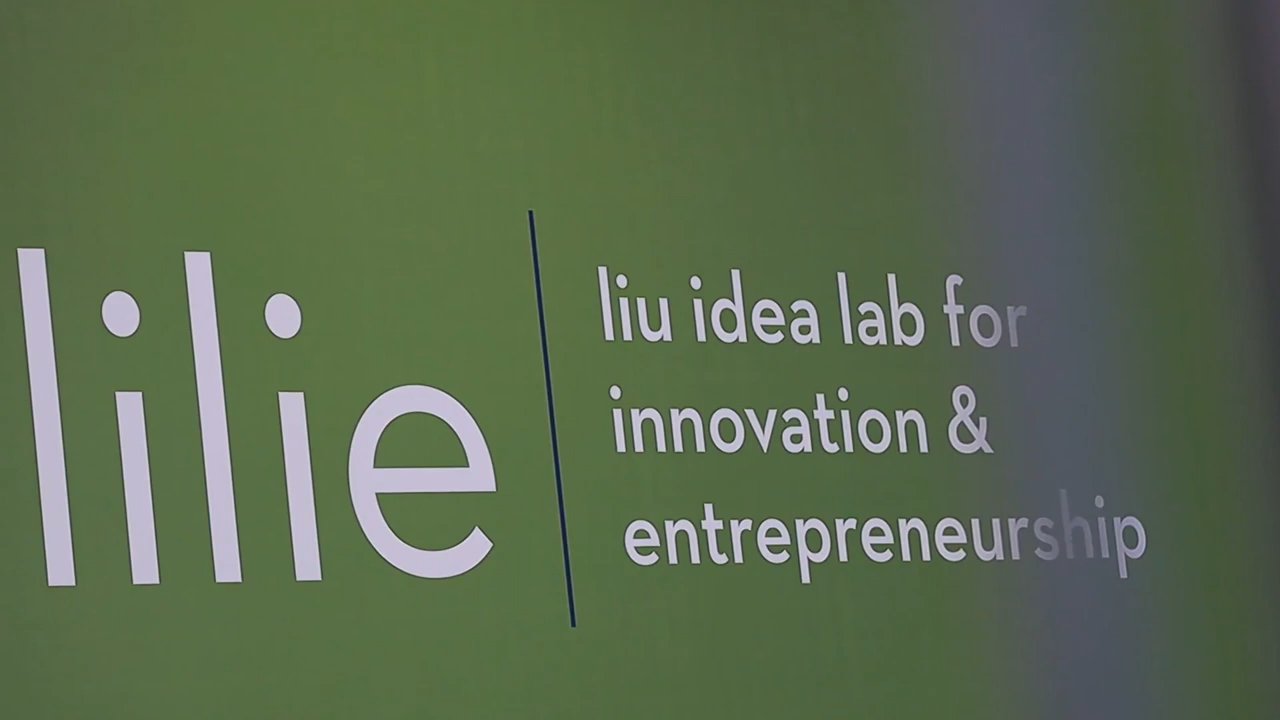 lilie
liu idea lab for
innovation &
entrepreneurship